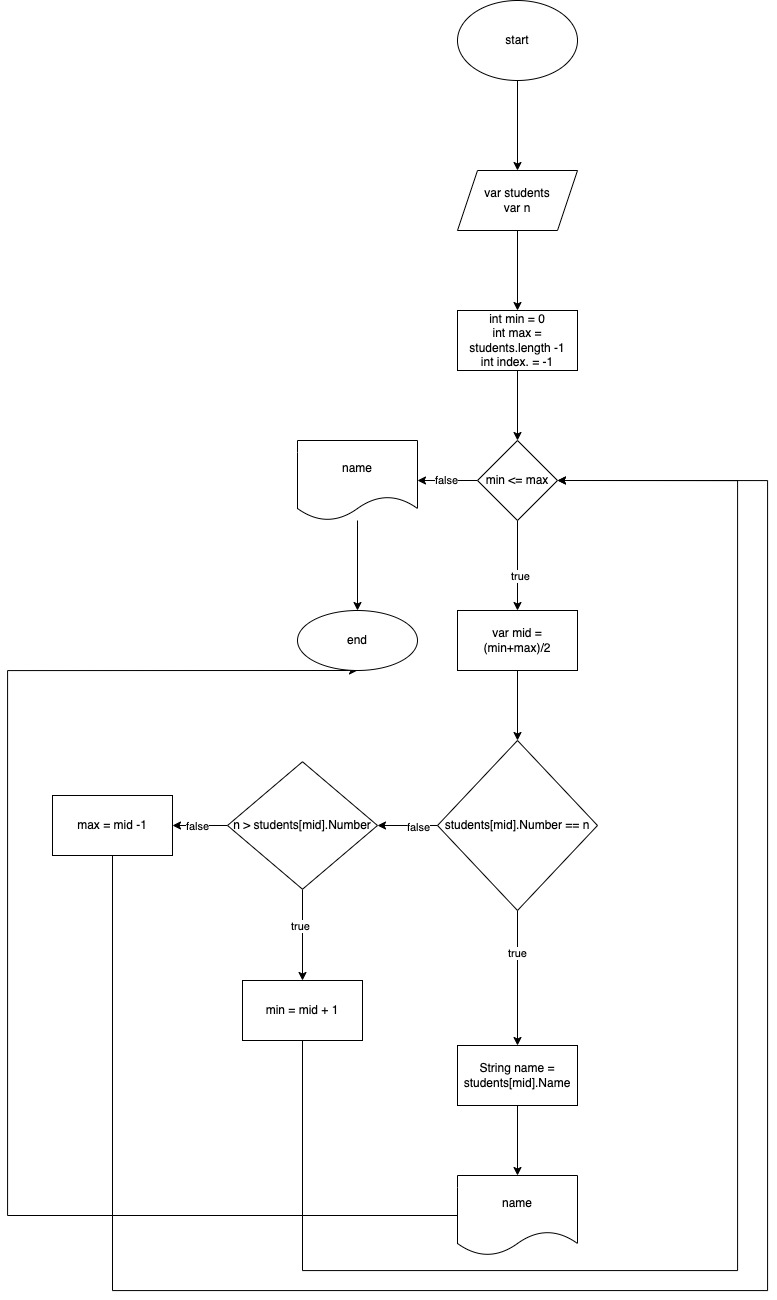 start
var students
var n
int min = 0
int max =
students.length -1
int index. = -1
name
false
min <= max
true
end
var mid =
(min+max)/2
max = mid -1
false
n > students[mid].Number
false
students[mid].Number == n
true
true
min = mid + 1
String name =
students[mid].Name
name